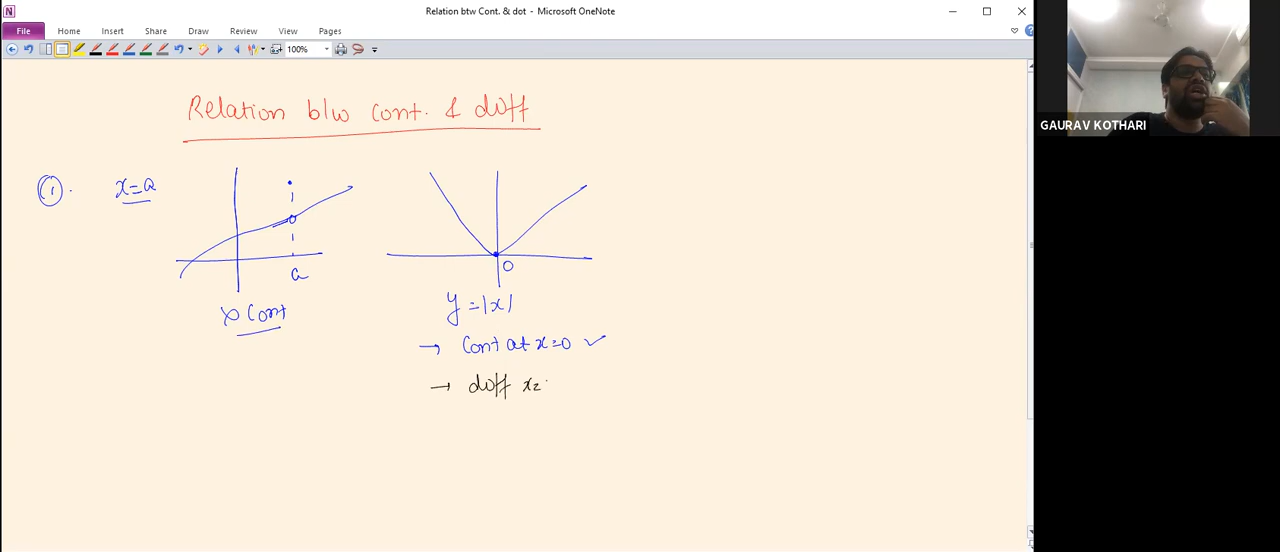 Relation btw Cont. & dot - Microsoft OneNote
File Home Insert Share Draw Review View Pages
100%
GAURAV KOTHARI
Relation b/w cont. & diff
① . x=a
a
x Cont
0
y = |x|
→ Cont at x=0 ✓
→ diff x=